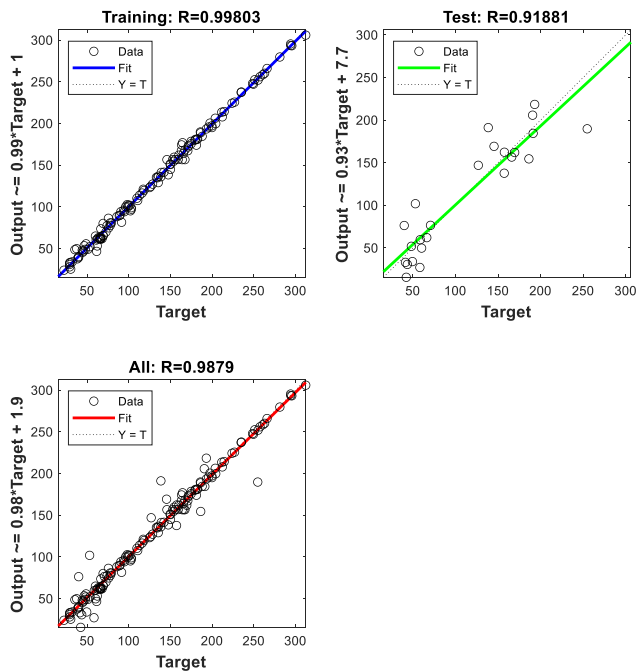 Training: R=0.99803
Output ~= 0.99*Target + 1
Data
Fit
Y = T
300
250
200
150
100
50
50 100 150 200 250 300
Target
Test: R=0.91881
Output ~= 0.93*Target + 7.7
Data
Fit
Y = T
300
250
200
150
100
50
50 100 150 200 250 300
Target
All: R=0.9879
Output ~= 0.98*Target + 1.9
Data
Fit
Y = T
300
250
200
150
100
50
50 100 150 200 250 300
Target